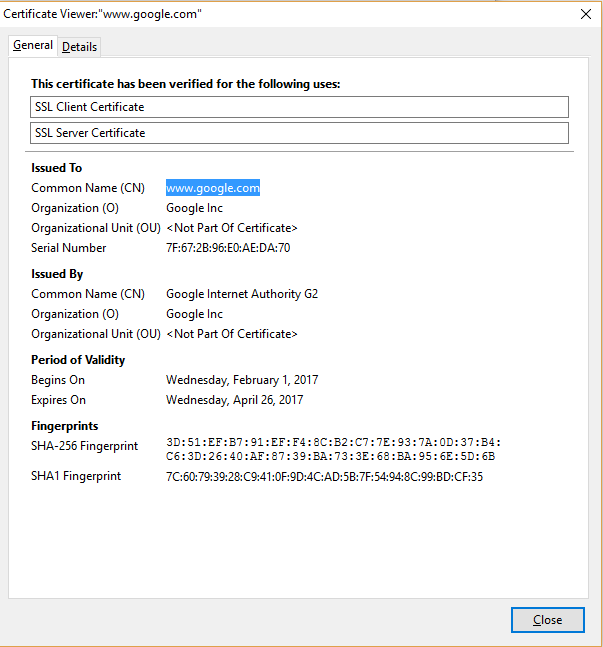 Certificate Viewer:"www.google.com"
General
Details
This certificate has been verified for the following uses:
SSL Client Certificate
SSL Server Certificate
Issued To
Common Name (CN) www.google.com
Organization (O) Google Inc
Organizational Unit (OU) <Not Part Of Certificate>
Serial Number 7F:67:2B:96:E0:AE:DA:70
Issued By
Common Name (CN) Google Internet Authority G2
Organization (O) Google Inc
Organizational Unit (OU) <Not Part Of Certificate>
Period of Validity
Begins On Wednesday, February 1, 2017
Expires On Wednesday, April 26, 2017
Fingerprints
SHA-256 Fingerprint 3D:51:EF:B7:91:EF:F4:8C:B2:C7:7E:93:7A:0D:37:B4:
C6:3D:26:40:AF:87:39:BA:73:3E:68:BA:95:6E:5D:6B
SHA1 Fingerprint 7C:60:79:39:28:C9:41:0F:9D:4C:AD:5B:7F:54:94:8C:99:BD:CF:35
Close